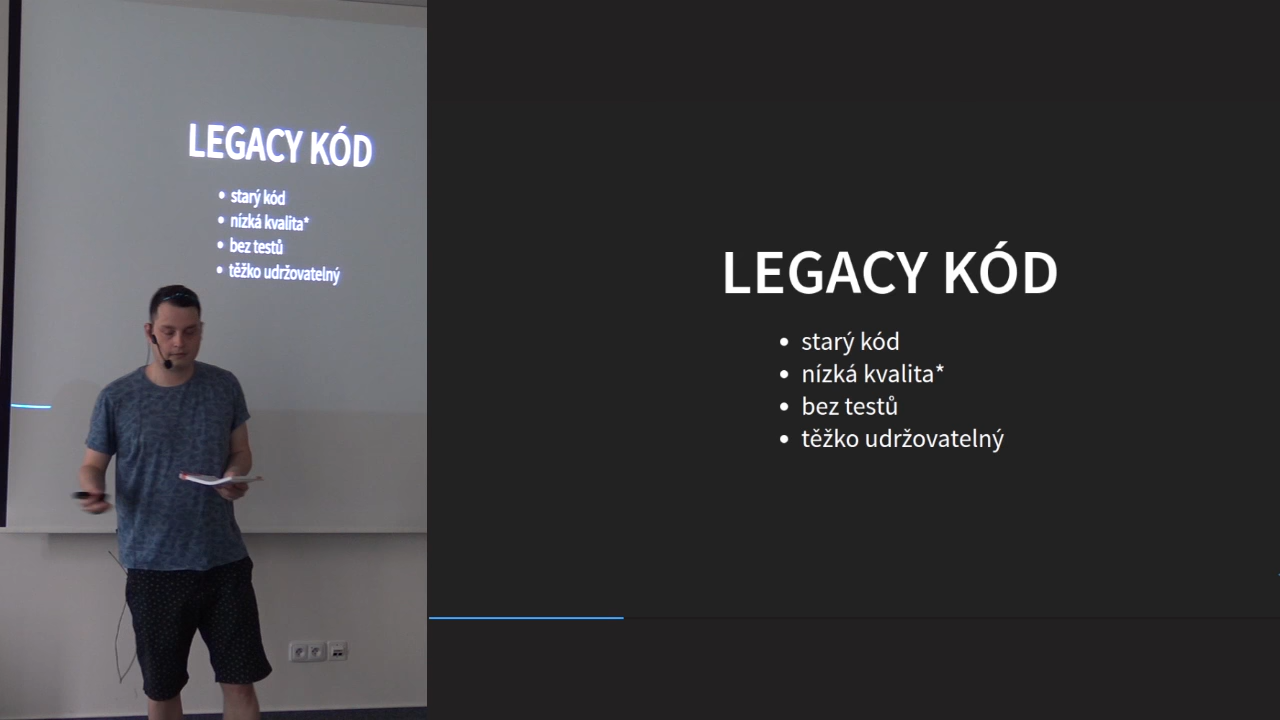 LEGACY KÓD
• starý kód
• nízká kvalita*
• bez testů
• těžko udržovatelný
LEGACY KÓD
• starý kód
• nízká kvalita*
• bez testů
• těžko udržovatelný